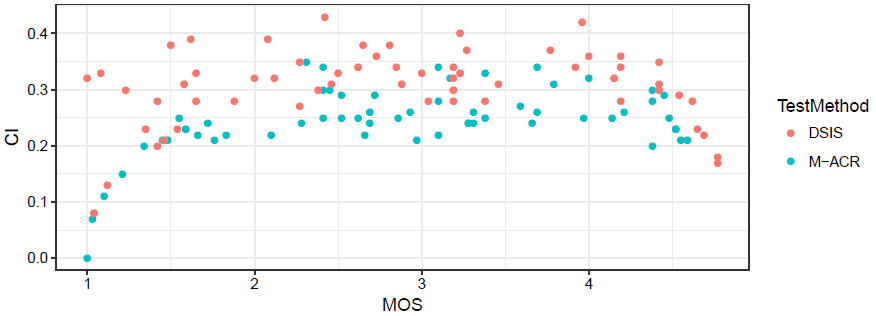 0.4
0.3
0.2
0.1
0.0
CI
1 2 3 4
MOS
TestMethod
DSIS
M-ACR